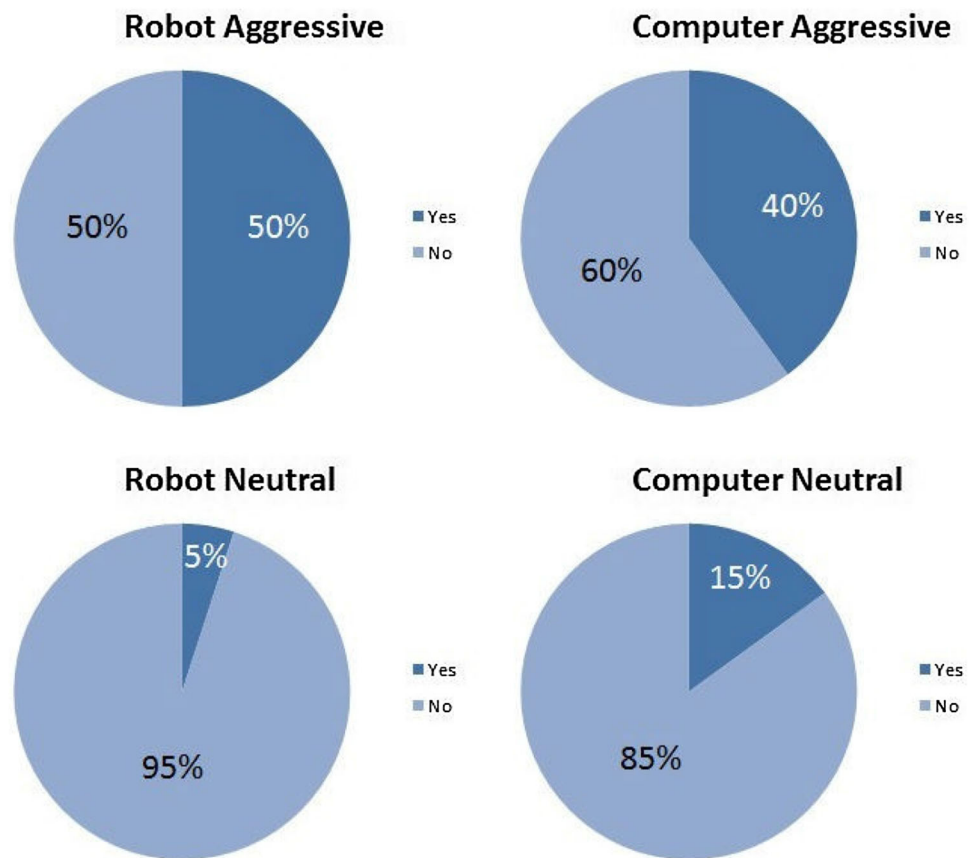 Robot Aggressive
50%
50%
Yes
No
Computer Aggressive
40%
60%
Yes
No
Robot Neutral
5%
95%
Yes
No
Computer Neutral
15%
85%
Yes
No